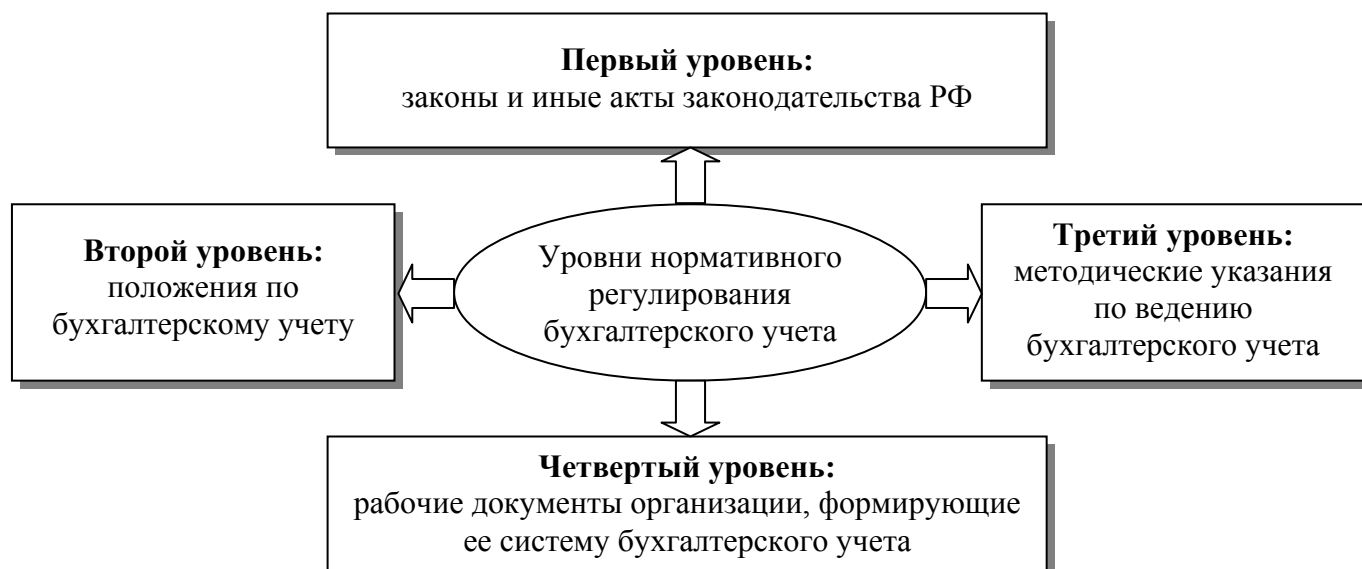 Первый уровень:
законы и иные акты законодательства РФ
Второй уровень:
положения по
бухгалтерскому учету
Уровни нормативного
регулирования
бухгалтерского учета
Третий уровень:
методические указания
по ведению
бухгалтерского учета
Четвертый уровень:
рабочие документы организации, формирующие
ее систему бухгалтерского учета